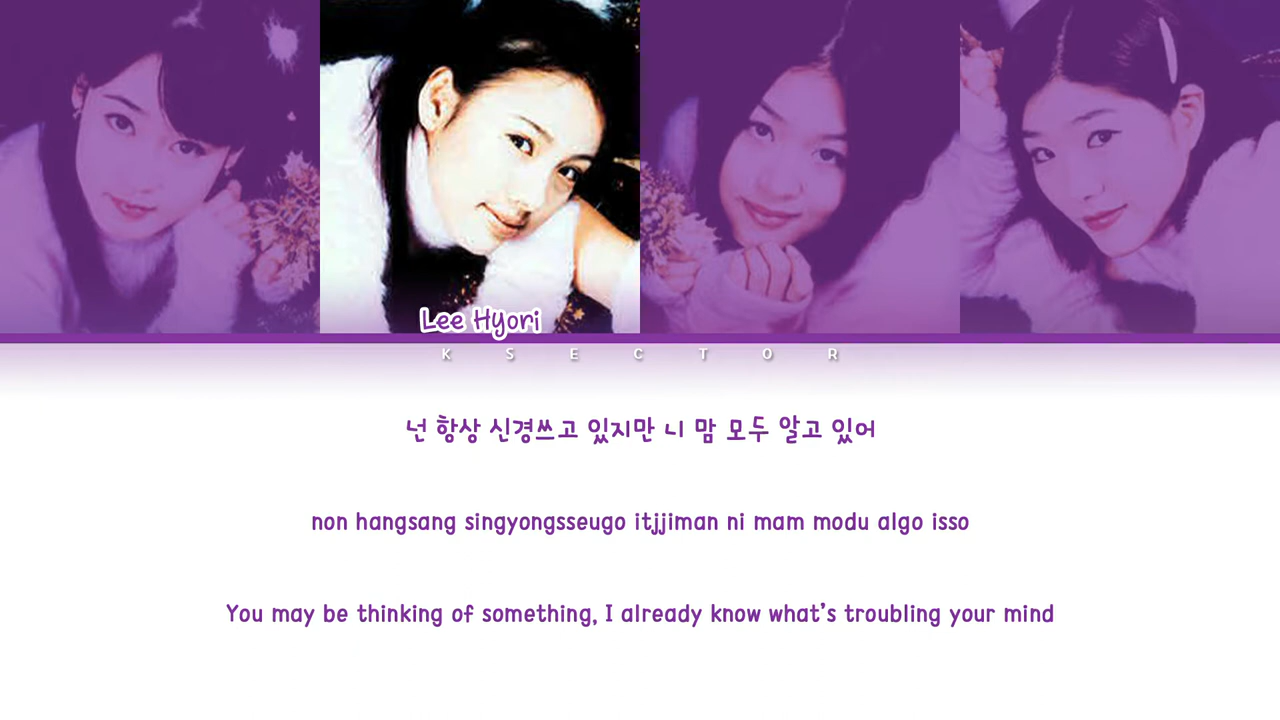 Lee Hyori
K S E C T O R
넌 항상 신경쓰고 있지만 니 맘 모두 알고 있어
non hangsang singyongsseugo itjjiman ni mam modu algo isso
You may be thinking of something, I already know what's troubling your mind